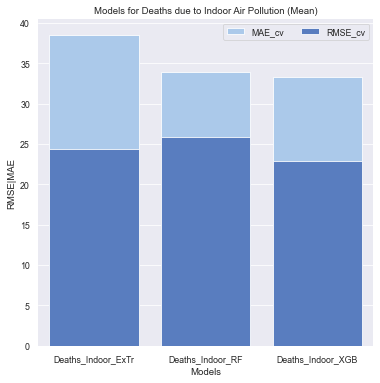 Models for Deaths due to Indoor Air Pollution (Mean)
MAE_cv RMSE_cv
RMSE|MAE
40
35
30
25
20
15
10
5
0
Deaths_Indoor_ExTr Deaths_Indoor_RF Deaths_Indoor_XGB
Models